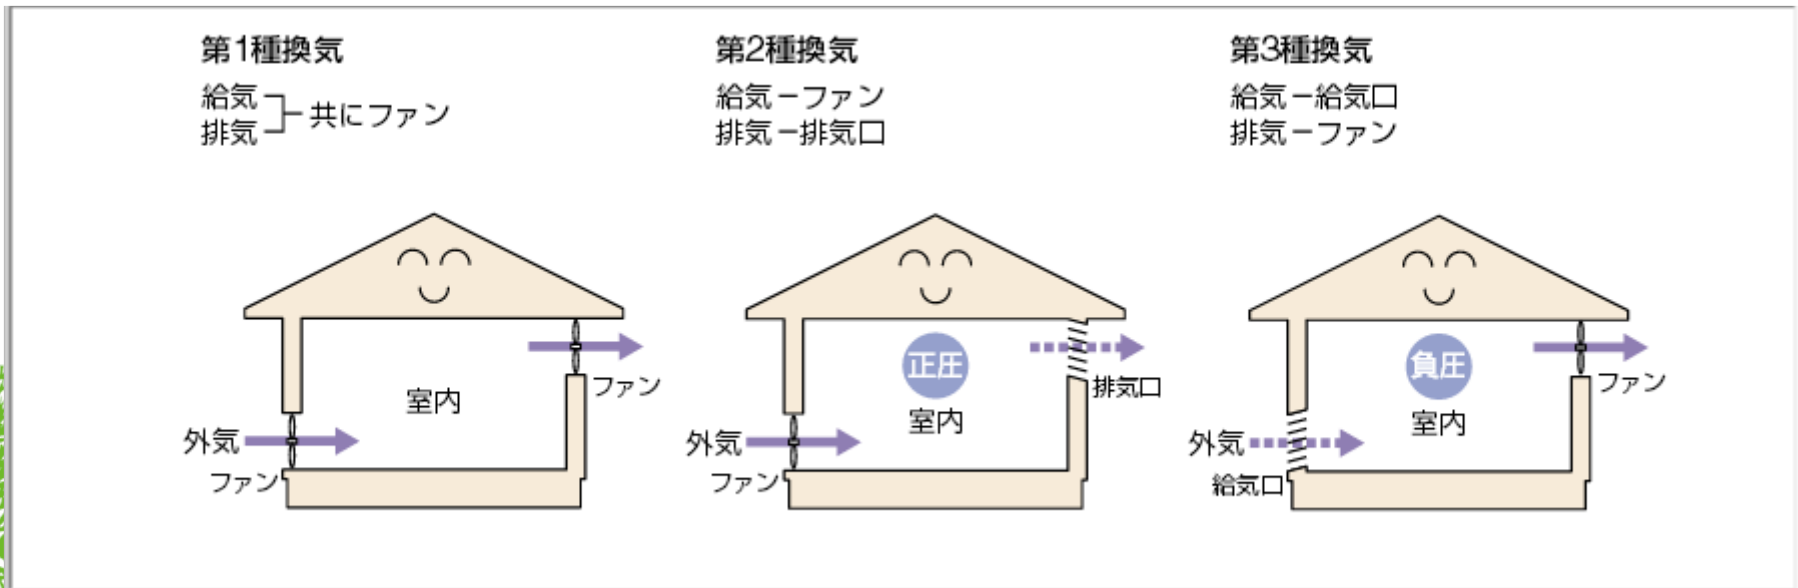 第1種換気
給気
排気
共にファン
第2種換気
給気－ファン
排気－排気口
第3種換気
給気－給気口
排気－ファン
ファン
室内
外気
ファン
正圧
排気口
室内
外気
ファン
負圧
ファン
室内
外気
給気口